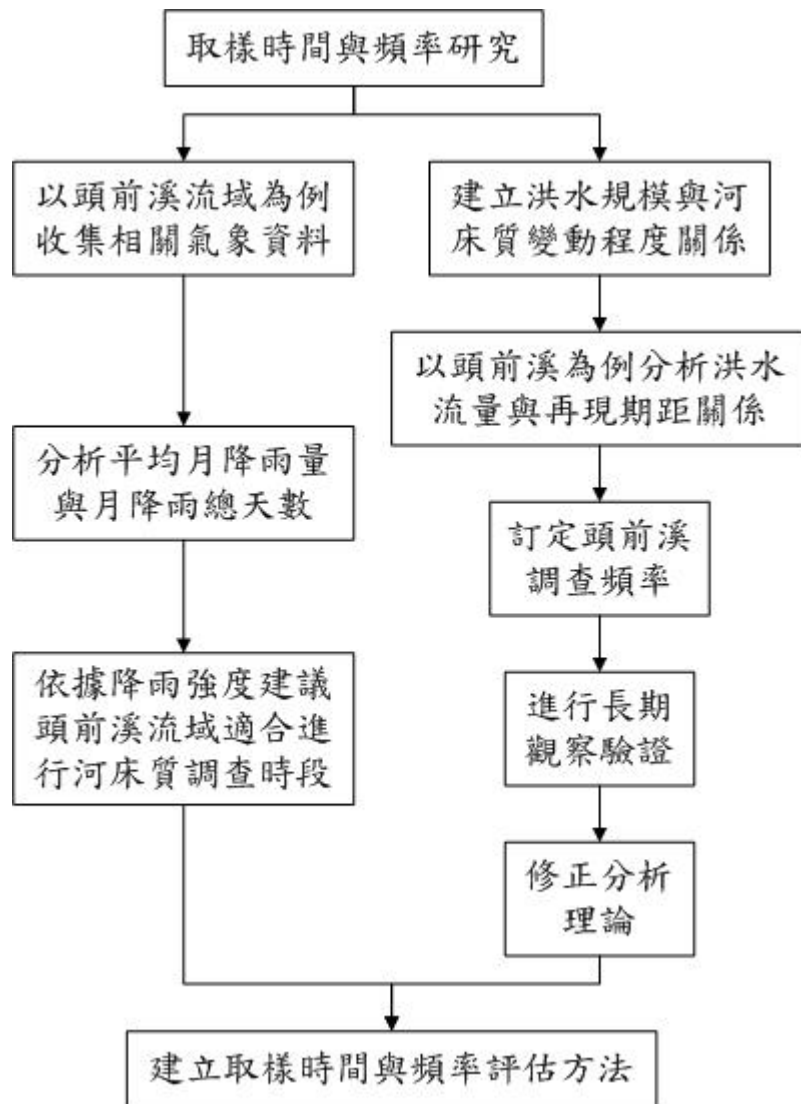 取樣時間與頻率研究
以頭前溪流域為例
收集相關氣象資料
分析平均月降雨量
與月降雨總天數
依據降雨強度建議
頭前溪流域適合進
行河床質調查時段
建立洪水規模與河
床質變動程度關係
以頭前溪為例分析洪水
流量與再現期距關係
訂定頭前溪
調查頻率
進行長期
觀察驗證
修正分析
理論
建立取樣時間與頻率評估方法